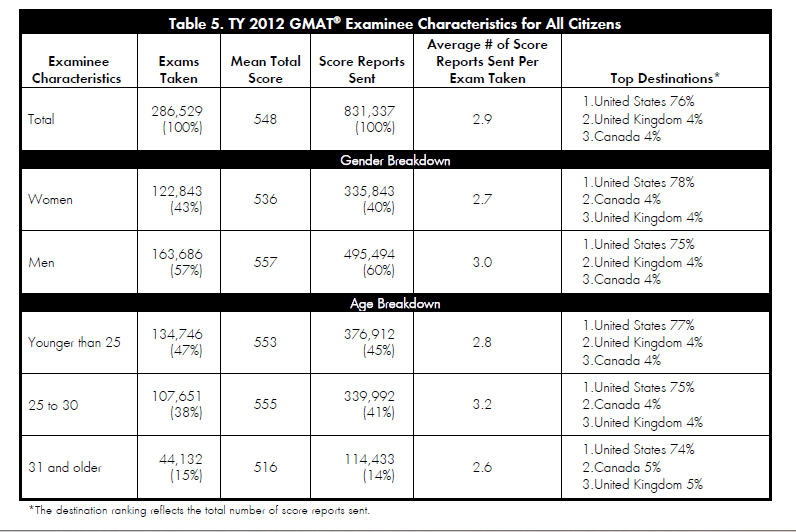 Table 5. TY 2012 GMAT® Examinee Characteristics for All Citizens
Examinee Characteristics
Exams Taken
Mean Total Score
Score Reports Sent
Average # of Score Reports Sent Per Exam Taken
Top Destinations*
Total
286,529
(100%)
548
831,337
(100%)
2.9
1.United States 76%
2.United Kingdom 4%
3.Canada 4%
Gender Breakdown
Women
122,843
(43%)
536
335,843
(40%)
2.7
1.United States 78%
2.Canada 4%
3.United Kingdom 4%
Men
163,686
(57%)
557
495,494
(60%)
3.0
1.United States 75%
2.United Kingdom 4%
3.Canada 4%
Age Breakdown
Younger than 25
134,746
(47%)
553
376,912
(45%)
2.8
1.United States 77%
2.United Kingdom 4%
3.Canada 4%
25 to 30
107,651
(38%)
555
339,992
(41%)
3.2
1.United States 75%
2.Canada 4%
3.United Kingdom 4%
31 and older
44,132
(15%)
516
114,433
(14%)
2.6
1.United States 74%
2.Canada 5%
3.United Kingdom 5%
*The destination ranking reflects the total number of score reports sent.